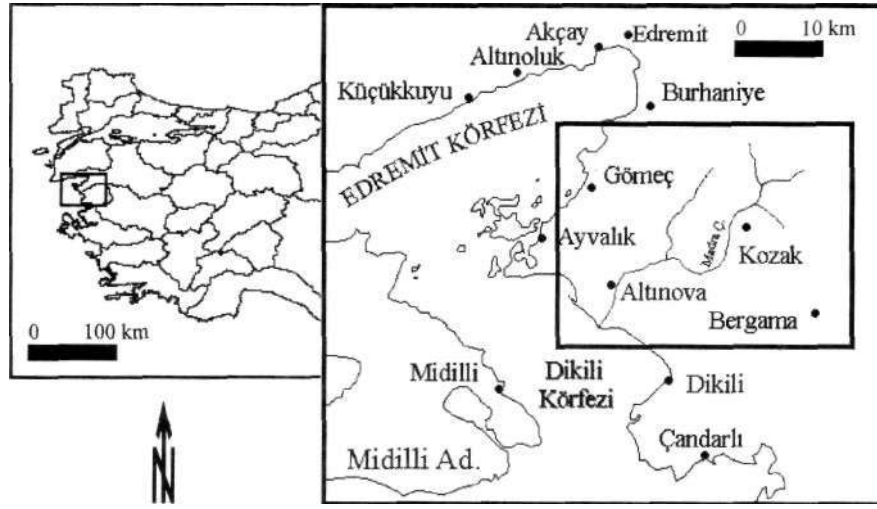 0 100 km
N
0 10 km
Akçay
Edremit
Altınoluk
Küçükkuyu
Burhaniye
EDREMİT KÖRFEZİ
Gömeç
Ayvalık
Madra Ç.
Kozak
Altınova
Bergama
Midilli
Dikili
Körfezi
Dikili
Çandarlı
Midilli Ad.